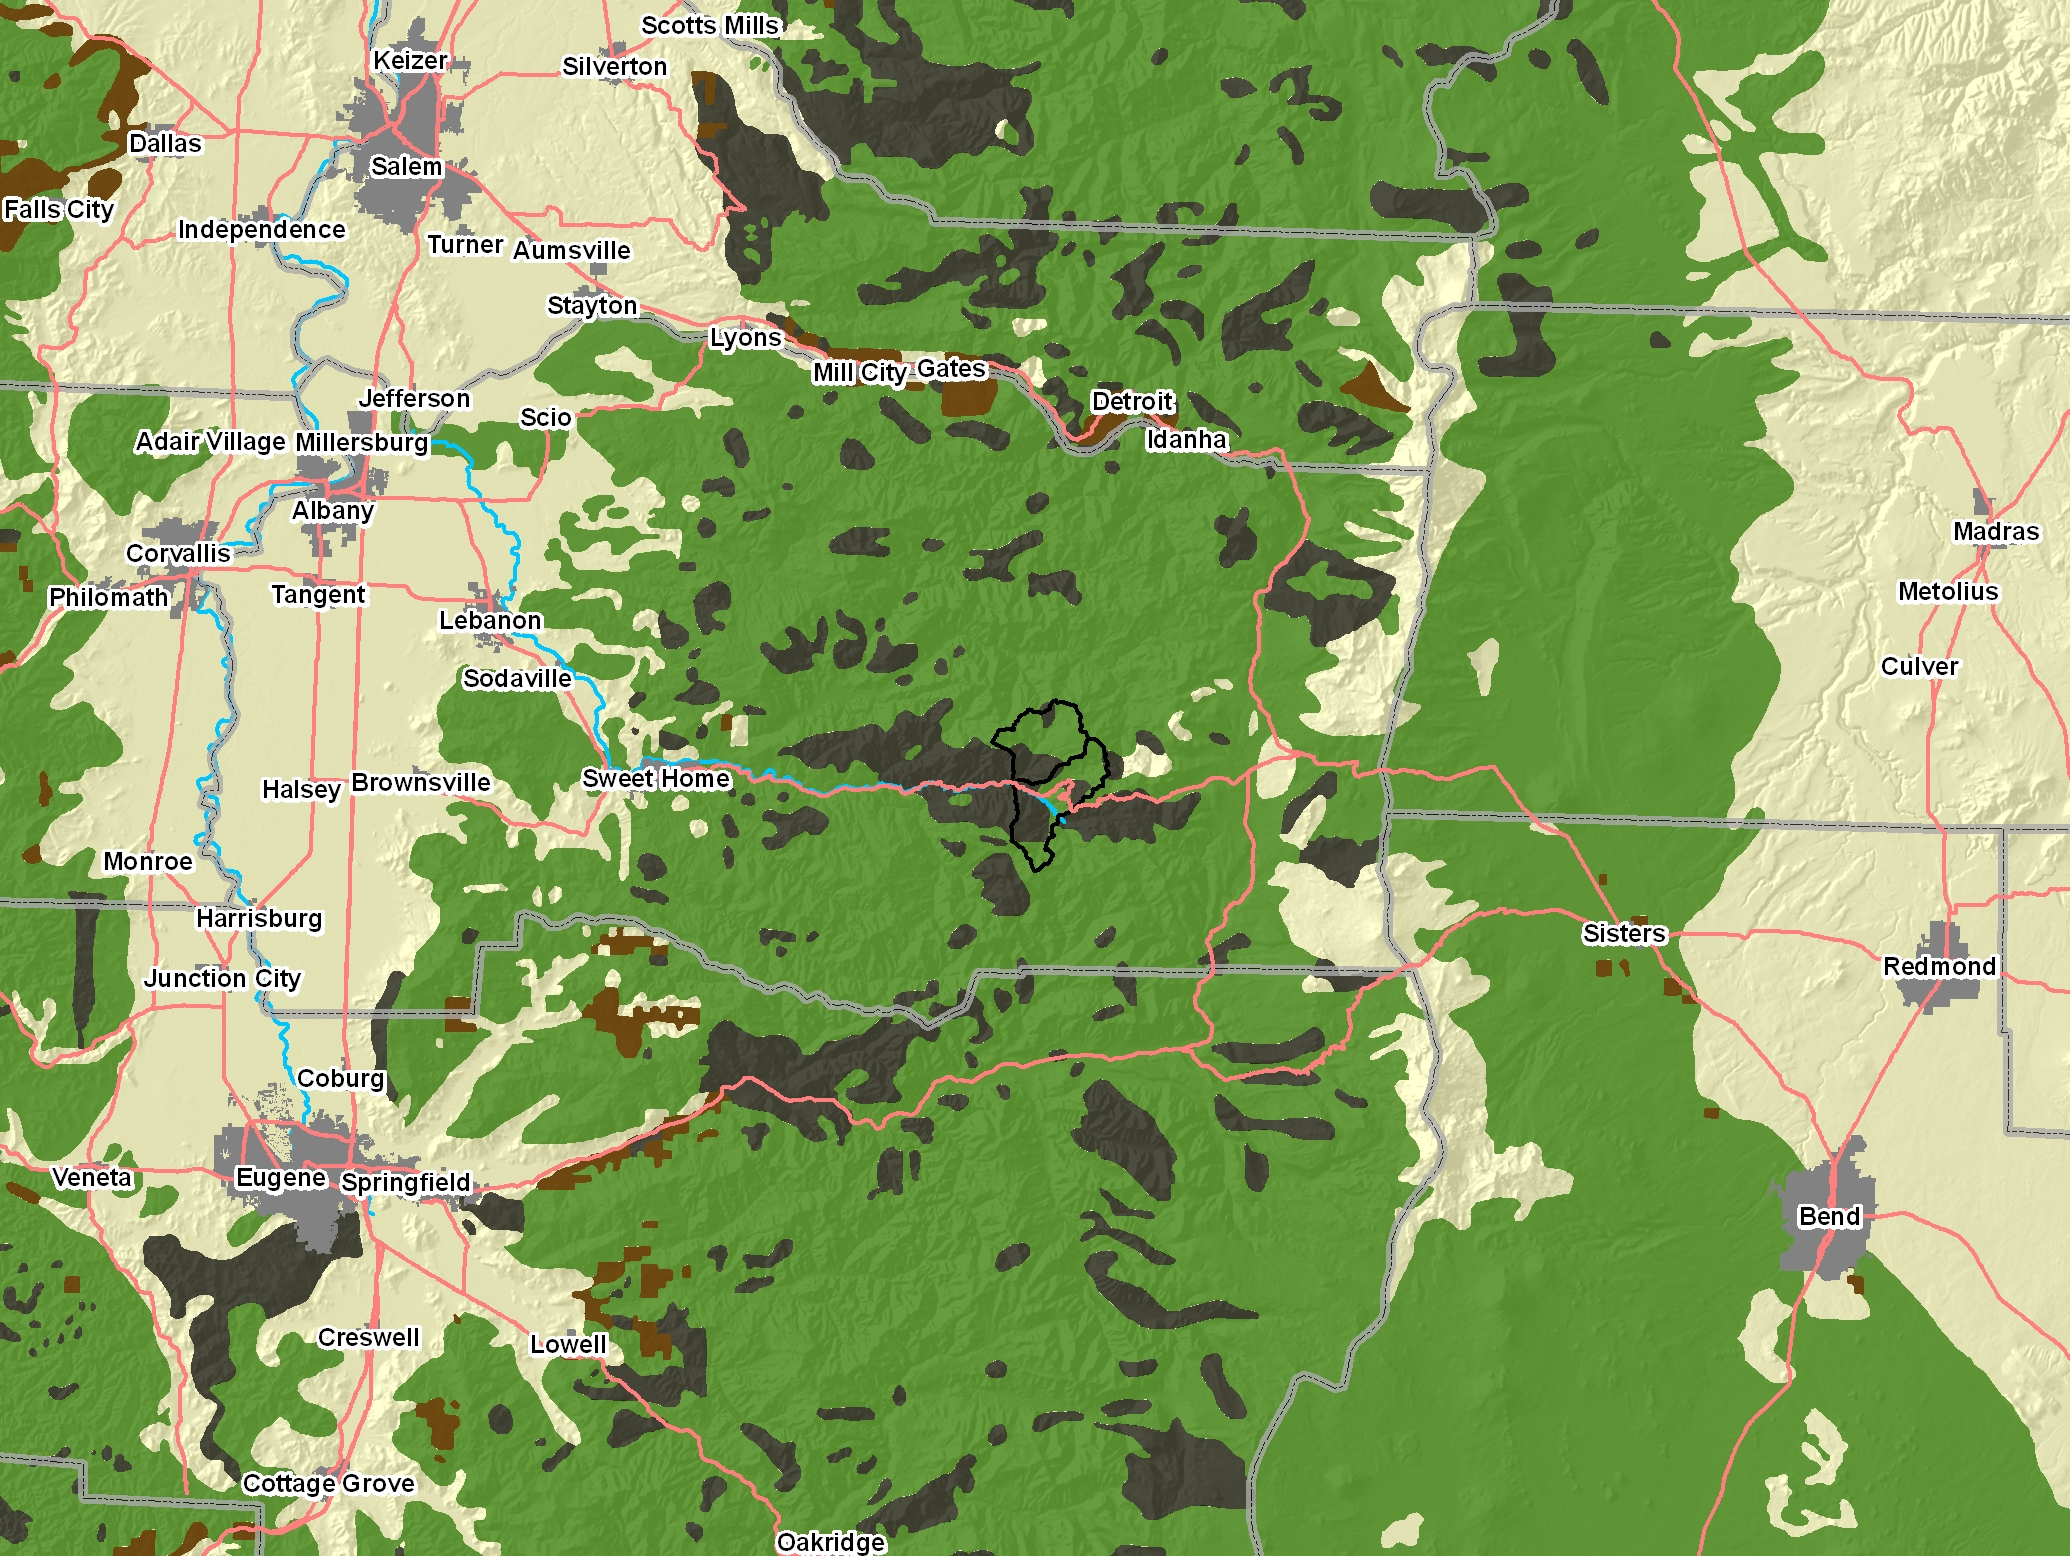 Scotts Mills
Keizer
Silverton
Dallas
Salem
Falls City
Independence
Turner
Aumsville
Stayton
Lyons
Mill City
Gates
Jefferson
Detroit
Scio
Adair Village
Millersburg
Idanha
Albany
Madras
Corvallis
Philomath
Tangent
Metolius
Lebanon
Culver
Sodaville
Sweet Home
Halsey
Brownsville
Monroe
Harrisburg
Sisters
Junction City
Redmond
Coburg
Veneta
Eugene
Springfield
Bend
Creswell
Lowell
Cottage Grove
Oakridge